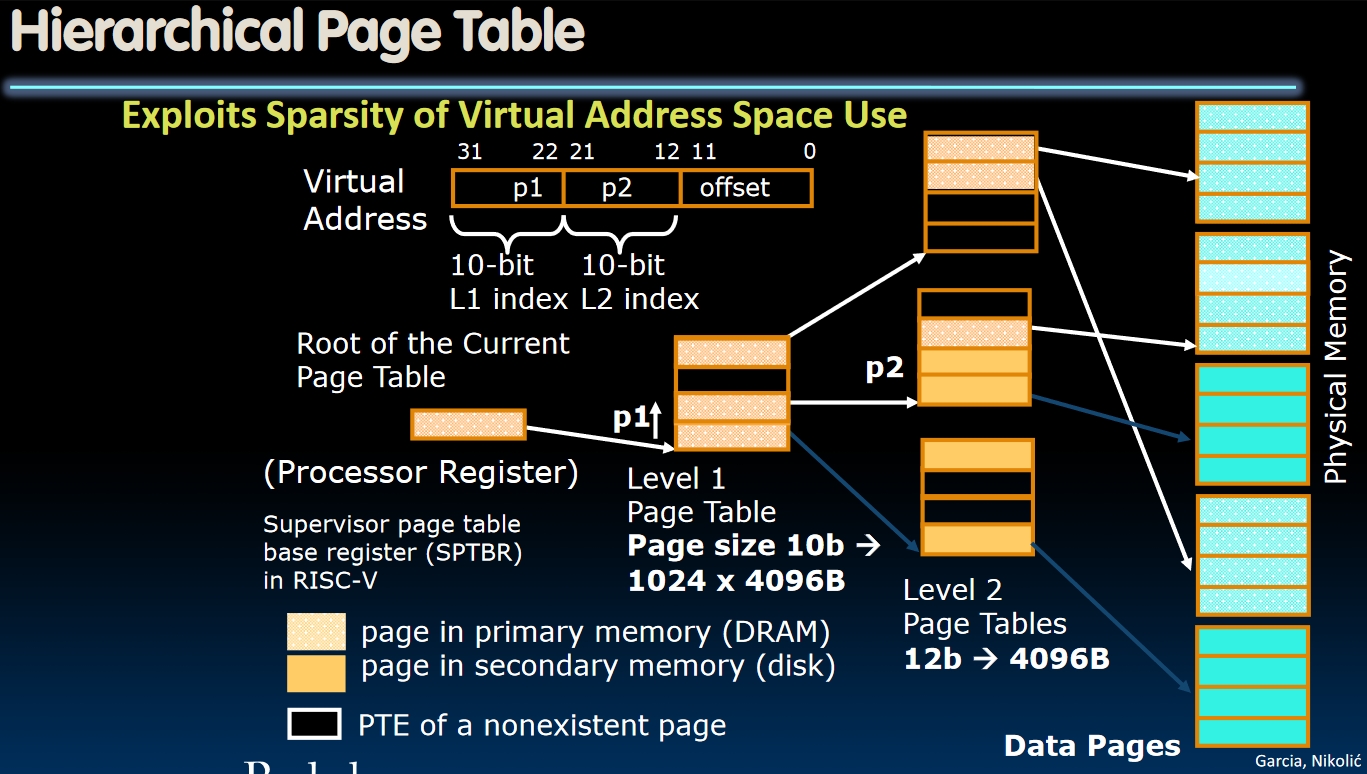 Hierarchical Page Table
Exploits Sparsity of Virtual Address Space Use
31 22 21 12 11 0
Virtual
Address
p1 p2 offset
10-bit
L1 index
10-bit
L2 index
Root of the Current
Page Table
(Processor Register)
Supervisor page table
base register (SPTBR)
in RISC-V
p1
Level 1
Page Table
Page size 10b →
1024 x 4096B
p2
Level 2
Page Tables
12b → 4096B
Physical Memory
page in primary memory (DRAM)
page in secondary memory (disk)
PTE of a nonexistent page
Data Pages
Garcia, Nikolić